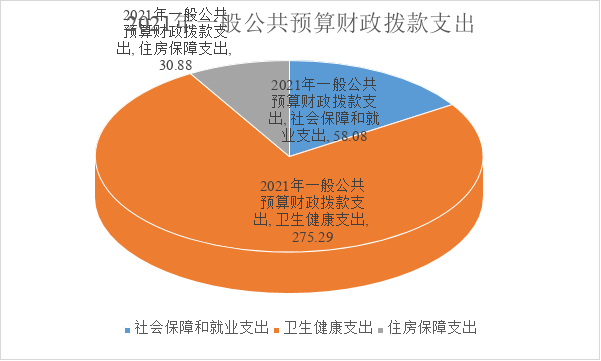 2021年一般公共预算财政拨款支出
2021年一般公共
预算财政拨款支
出, 住房保障支出,
30.88
2021年一般公共
预算财政拨款支
出, 社会保障和就
业支出, 58.08
2021年一般公共
预算财政拨款支
出, 卫生健康支出,
275.29
社会保障和就业支出 卫生健康支出 住房保障支出